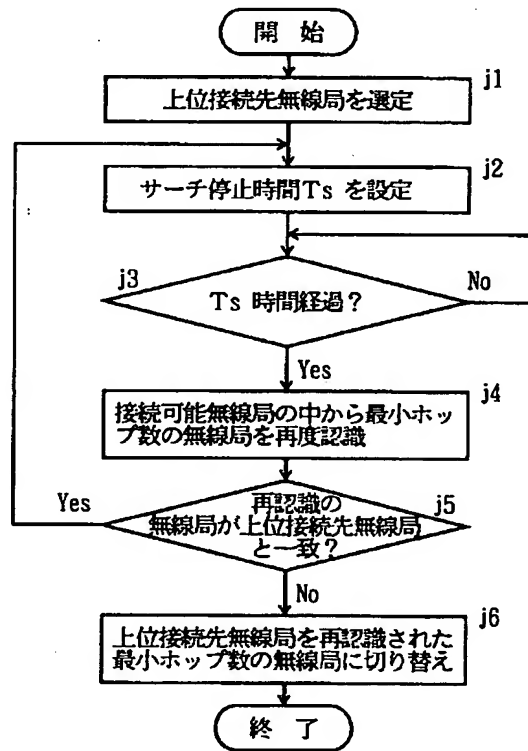 開 始
j1
上位接続先無線局を選定
j2
サーチ停止時間Ts を設定
j3
Ts 時間経過?
No
Yes
j4
接続可能無線局の中から最小ホッ
プ数の無線局を再度認識
Yes
j5
再認識の
無線局が上位接続先無線局
と一致?
No
j6
上位接続先無線局を再認識された
最小ホップ数の無線局に切り替え
終 了